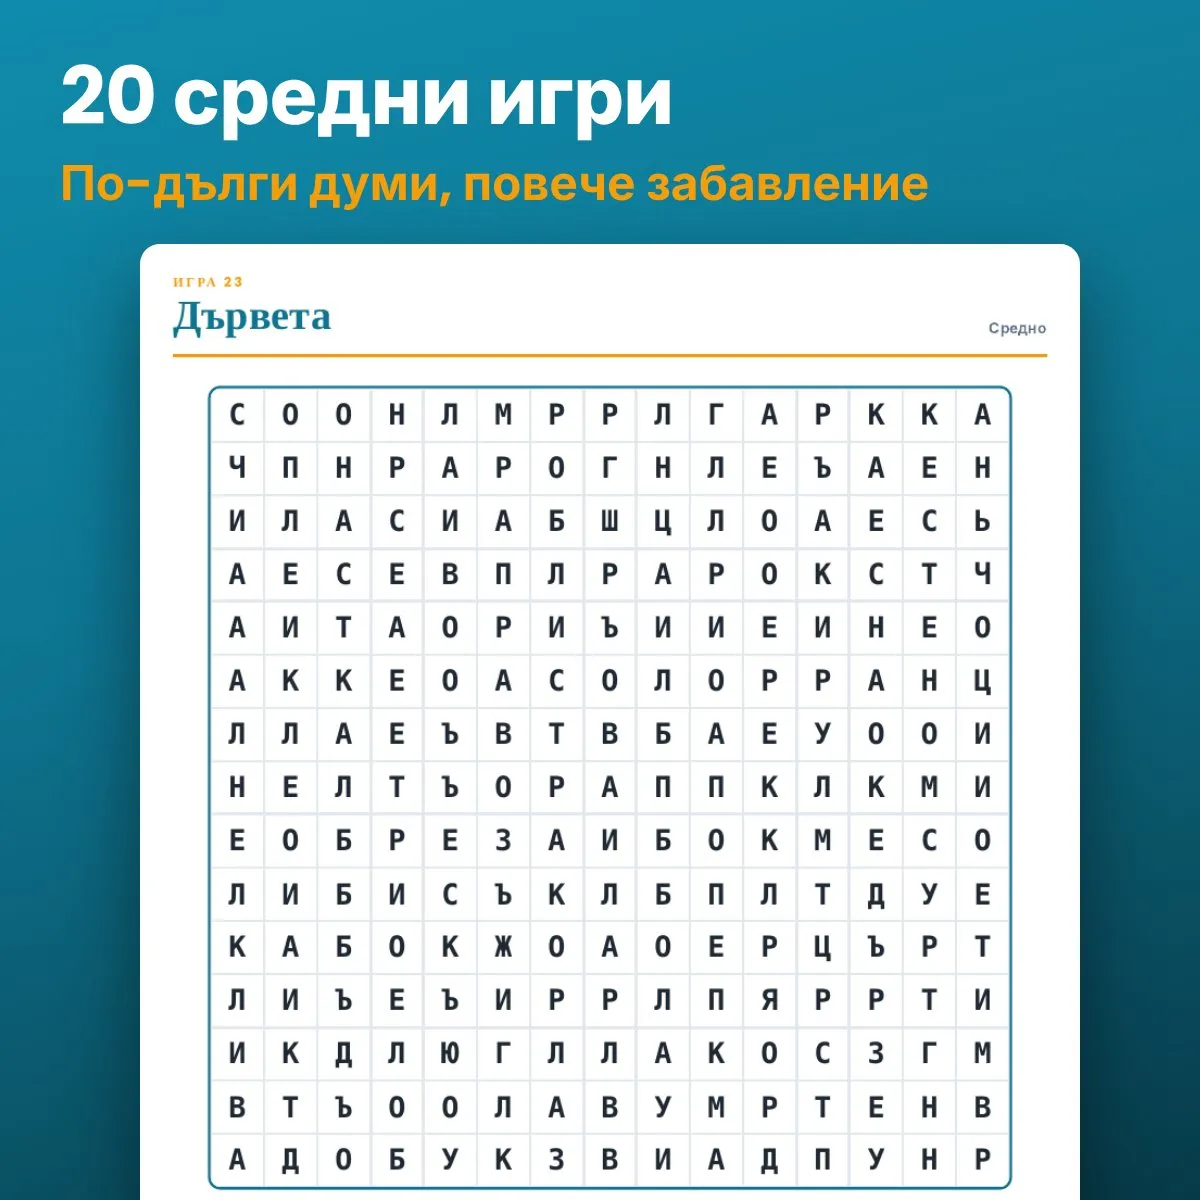 20 средни игри
По-дълги думи, повече забавление
ИГРА 23
Дървета
Средно
С О О Н Л М Р Р Л Г А Р К К А
Ч П Н Р А Р О Г Н Л Е Ъ А Е Н
И Л А С И А Б Ш Ц Л О А Е С Ь
А Е С Е В П Л Р А Р О К С Т Ч
А И Т А О Р И Ъ И И Е И Н Е О
А К К Е О А С О Л О Р Р А Н Ц
Л Л А Е Ъ В Т В Б А Е У О О И
Н Е Л Т Ъ О Р А П П К Л К М И
Е О Б Р Е З А И Б О К М Е С О
Л И Б И С Ъ К Л Б П Л Т Д У Е
К А Б О К Ж О А О Е Р Ц Ъ Р Т
Л И Ъ Е Ъ И Р Р Л П Я Р Р Т И
И К Д Л Ю Г Л Л А К О С З Г М
В Т Ъ О О Л А В У М Р Т Е Н В
А Д О Б У К З В И А Д П У Н Р